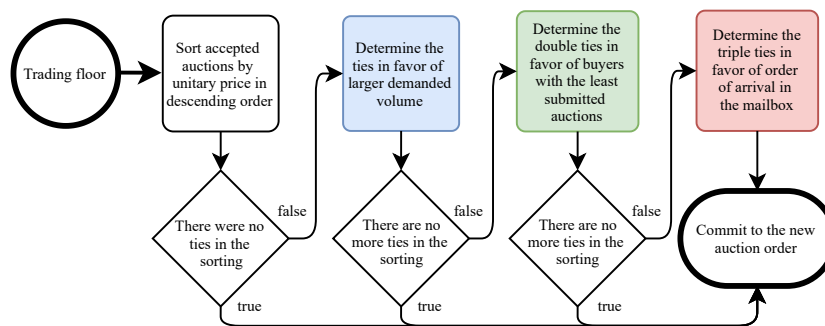 Trading floor
Sort accepted
auctions by
unitary price in
descending order
Determine the
ties in favor of
larger demanded
volume
Determine the
double ties in
favor of buyers
with the least
submitted
auctions
Determine the
triple ties in
favor of order
of arrival in
the mailbox
There were no
ties in the
sorting
false
true
There are no
more ties in the
sorting
false
true
There are no
more ties in the
sorting
false
true
Commit to the new
auction order